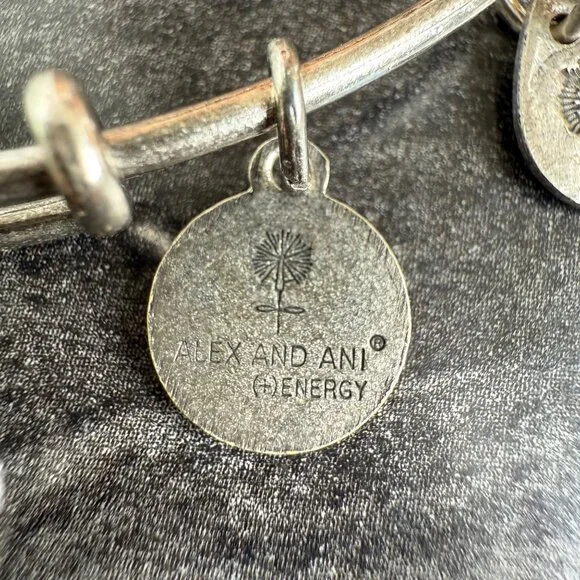 ALEX AND ANI®
(+)ENERGY